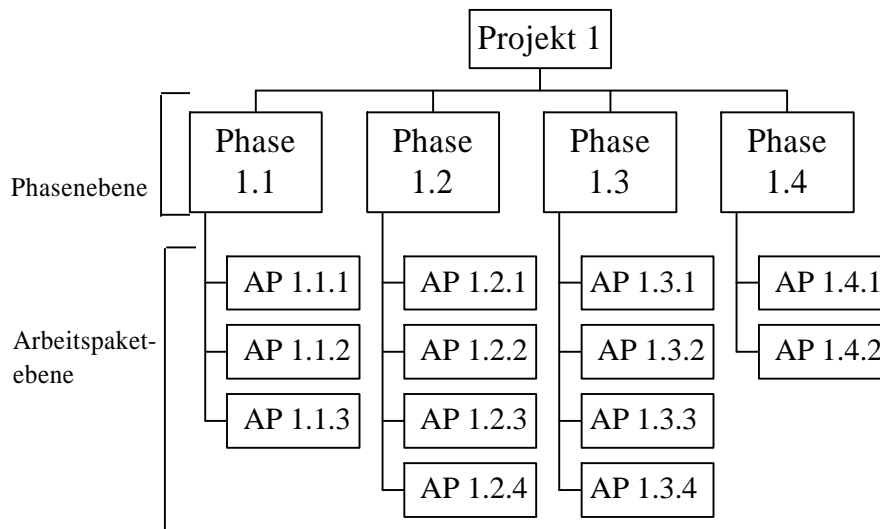 Projekt 1
Phase
1.1
Phase
1.2
Phase
1.3
Phase
1.4
Phasenebene
AP 1.1.1
AP 1.2.1
AP 1.3.1
AP 1.4.1
Arbeitspaket-
ebene
AP 1.1.2
AP 1.2.2
AP 1.3.2
AP 1.4.2
AP 1.1.3
AP 1.2.3
AP 1.3.3
AP 1.2.4
AP 1.3.4